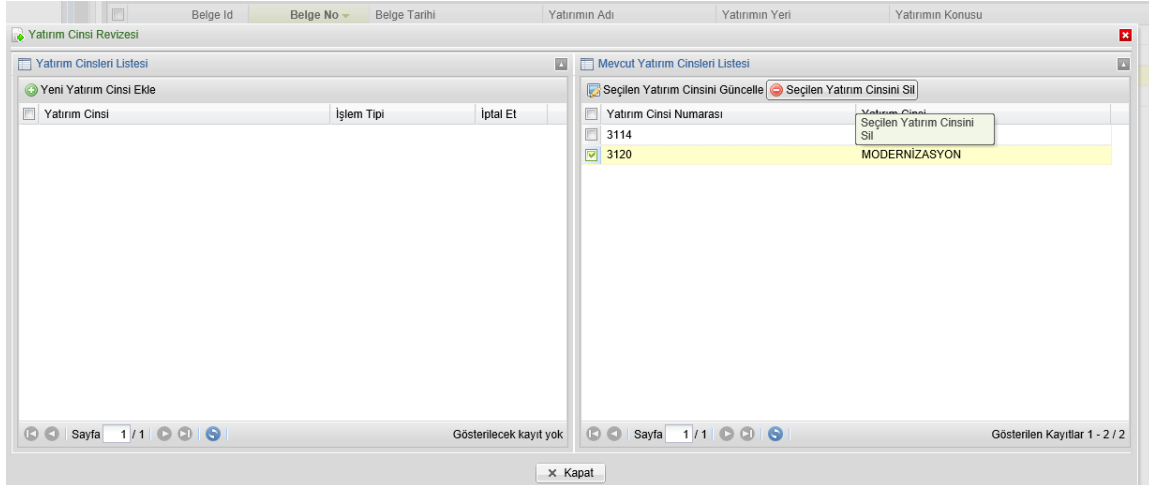 Belge Id Belge No Belge Tarihi Yatırımın Adı Yatırımın Yeri Yatırımın Konusu
Yatırım Cinsi Revizesi
Yatırım Cinsleri Listesi
Yeni Yatırım Cinsi Ekle
Yatırım Cinsi İşlem Tipi İptal Et
Sayfa 1 / 1 Gösterilecek kayıt yok
Mevcut Yatırım Cinsleri Listesi
Seçilen Yatırım Cinsini Güncelle Seçilen Yatırım Cinsini Sil
Yatırım Cinsi Numarası Yatırım Cinsi
Seçilen Yatırım Cinsini
Sil
3114
3120 MODERNİZASYON
Sayfa 1 / 1 Gösterilen Kayıtlar 1 - 2 / 2
Kapat